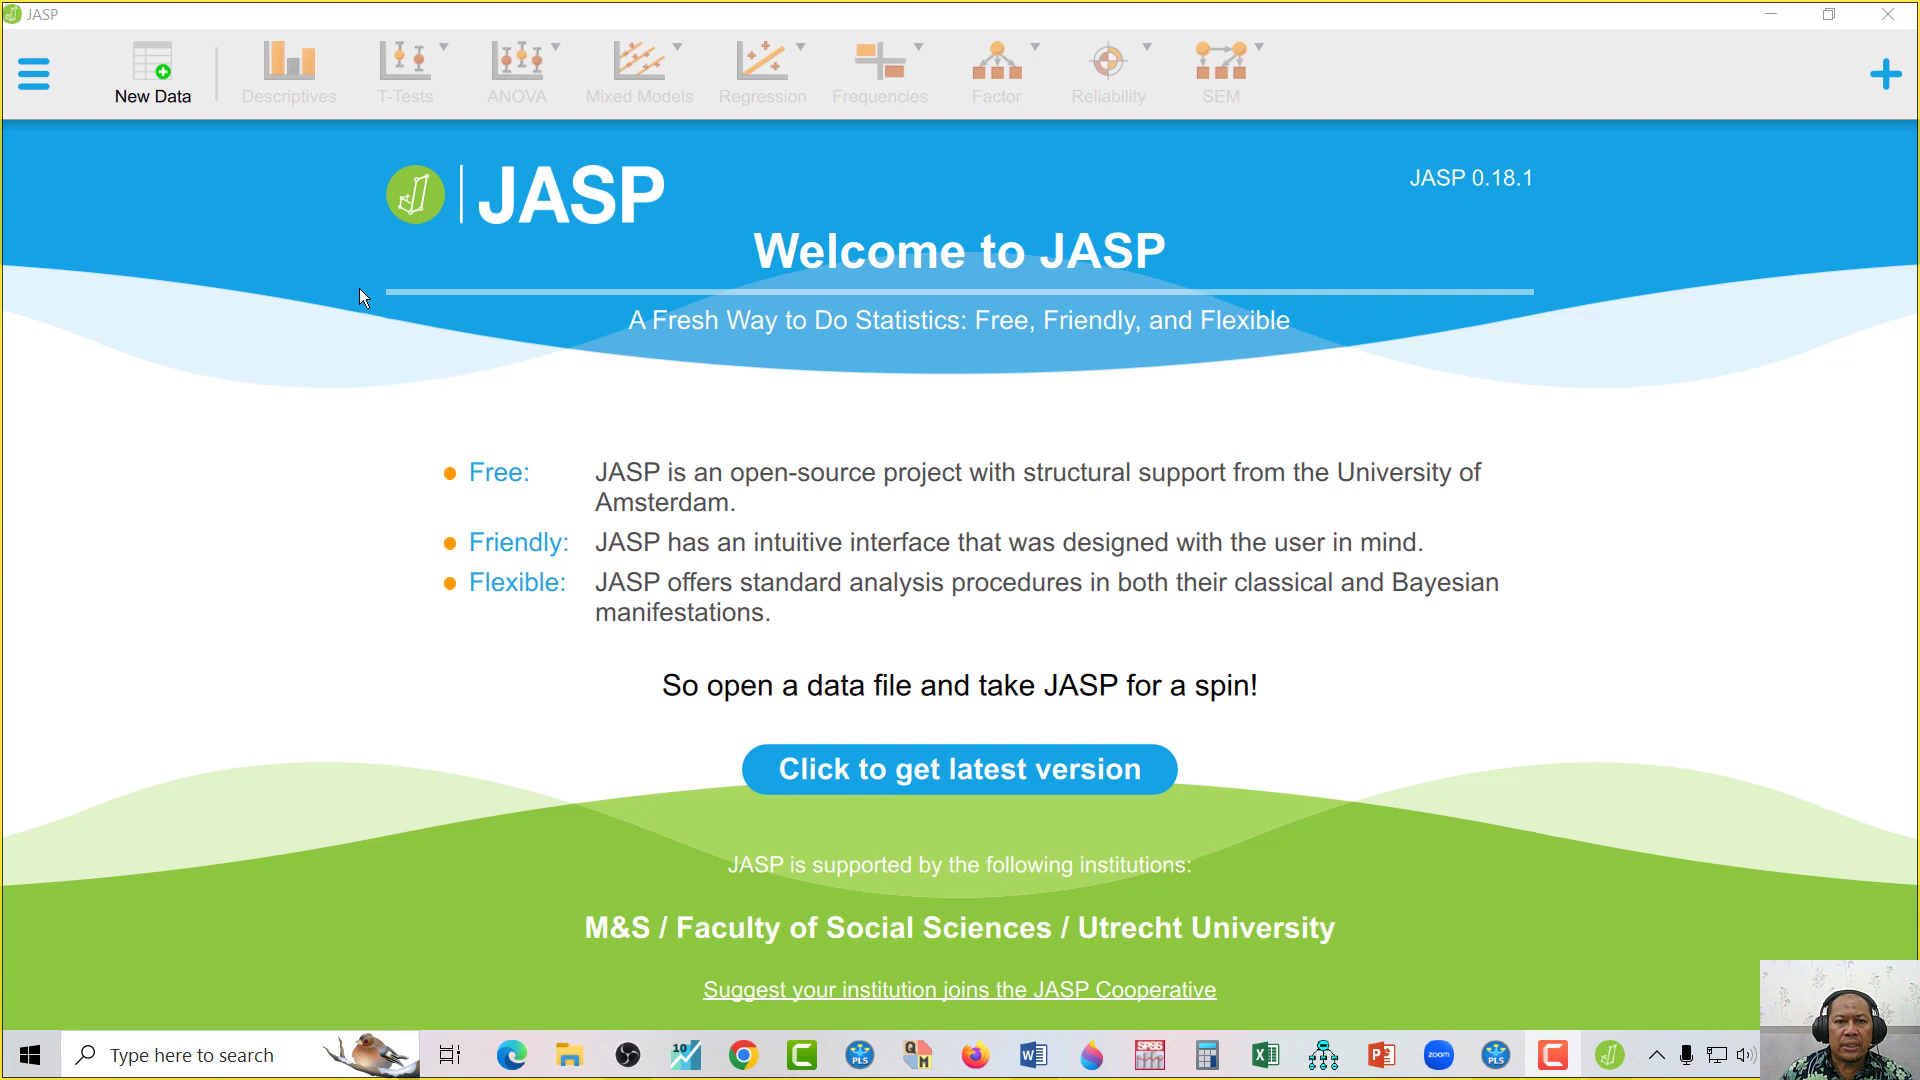 JASP
New Data
Descriptives
T-Tests
ANOVA
Mixed Models
Regression
Frequencies
Factor
Reliability
SEM
JASP
JASP 0.18.1
Welcome to JASP
A Fresh Way to Do Statistics: Free, Friendly, and Flexible
Free: JASP is an open-source project with structural support from the University of
Amsterdam.
Friendly: JASP has an intuitive interface that was designed with the user in mind.
Flexible: JASP offers standard analysis procedures in both their classical and Bayesian
manifestations.
So open a data file and take JASP for a spin!
Click to get latest version
JASP is supported by the following institutions:
M&S / Faculty of Social Sciences / Utrecht University
Suggest your institution joins the JASP Cooperative
Type here to search
10
PLS
Q
M
W
SPSS
X
P
zoom
PLS